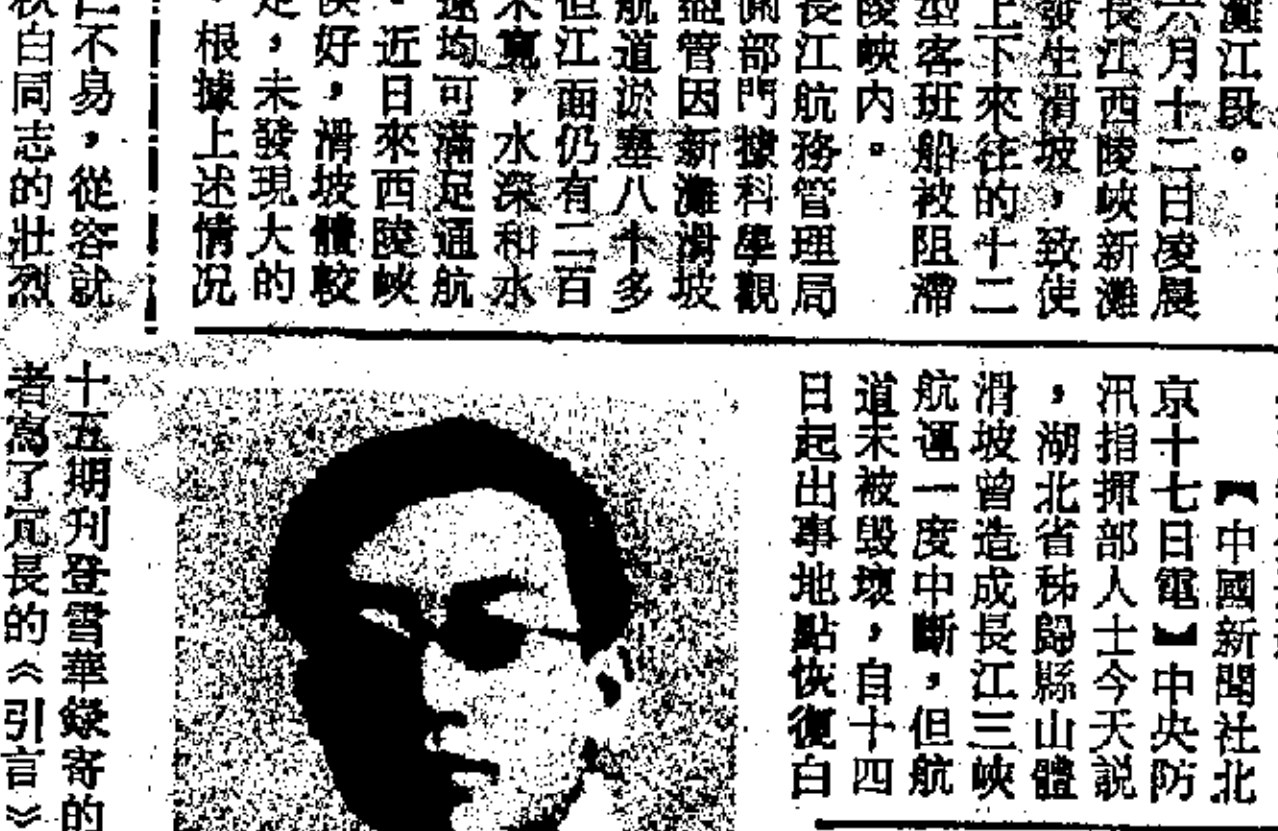 灘江段。
六月十二日凌晨
長江西陵峽新灘
發生滑坡，致使
上下來往的十二
型客班船被阻滯
陵峽内。
長江航務管理局
測部門據科學觀
盡管因新灘滑坡
航道淤塞八十多
但江面仍有二百
米寬，水深和水
速均可滿足通航
。近日來西陵峽
候好，滑坡體較
定，未發現大的
，根據上述情况
【中國新聞社北
京十七日電】中央防
汛指揮部人士今天説
，湖北省秭歸縣山體
滑坡曾造成長江三峽
航運一度中斷，但航
道未被毀壞，自十四
日起出事地點恢復白
已不易，從容就
秋白同志的壯烈
十五期刊登雪華錄寄的
者寫了冗長的《引言》